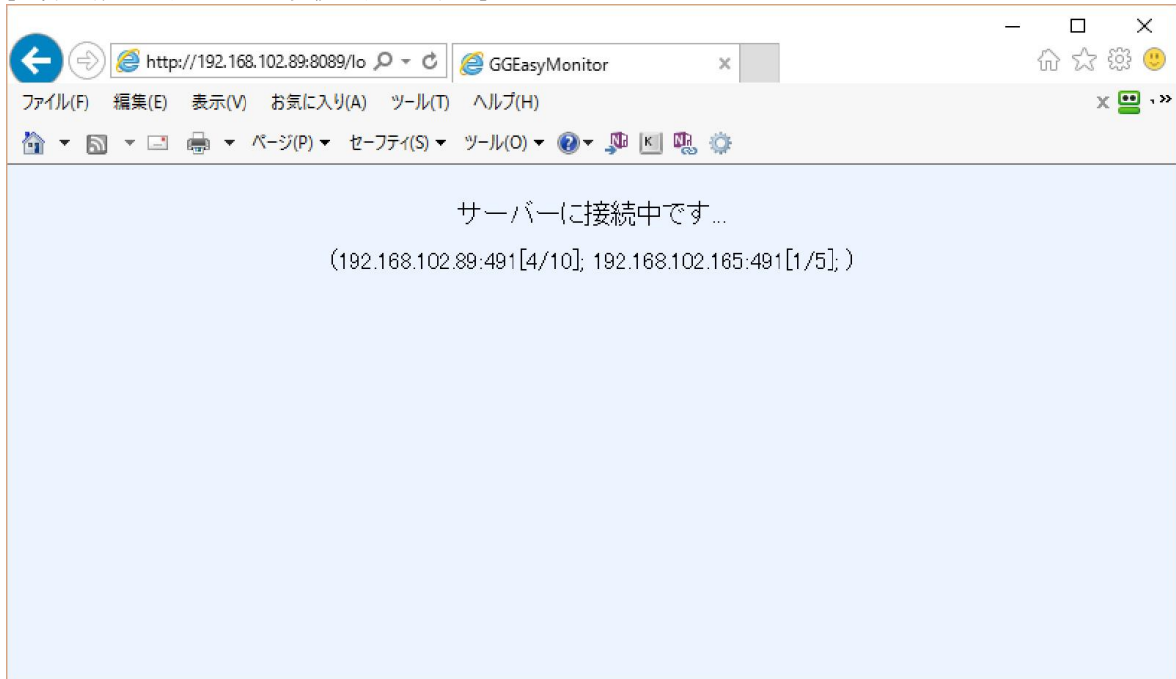 http://192.168.102.89:8089/lo
GGEasyMonitor
ファイル(F) 編集(E) 表示(V) お気に入り(A) ツール(T) ヘルプ(H)
ページ(P) セーフティ(S) ツール(O)
サーバーに接続中です...
(192.168.102.89:491[4/10]; 192.168.102.165:491[1/5]; )